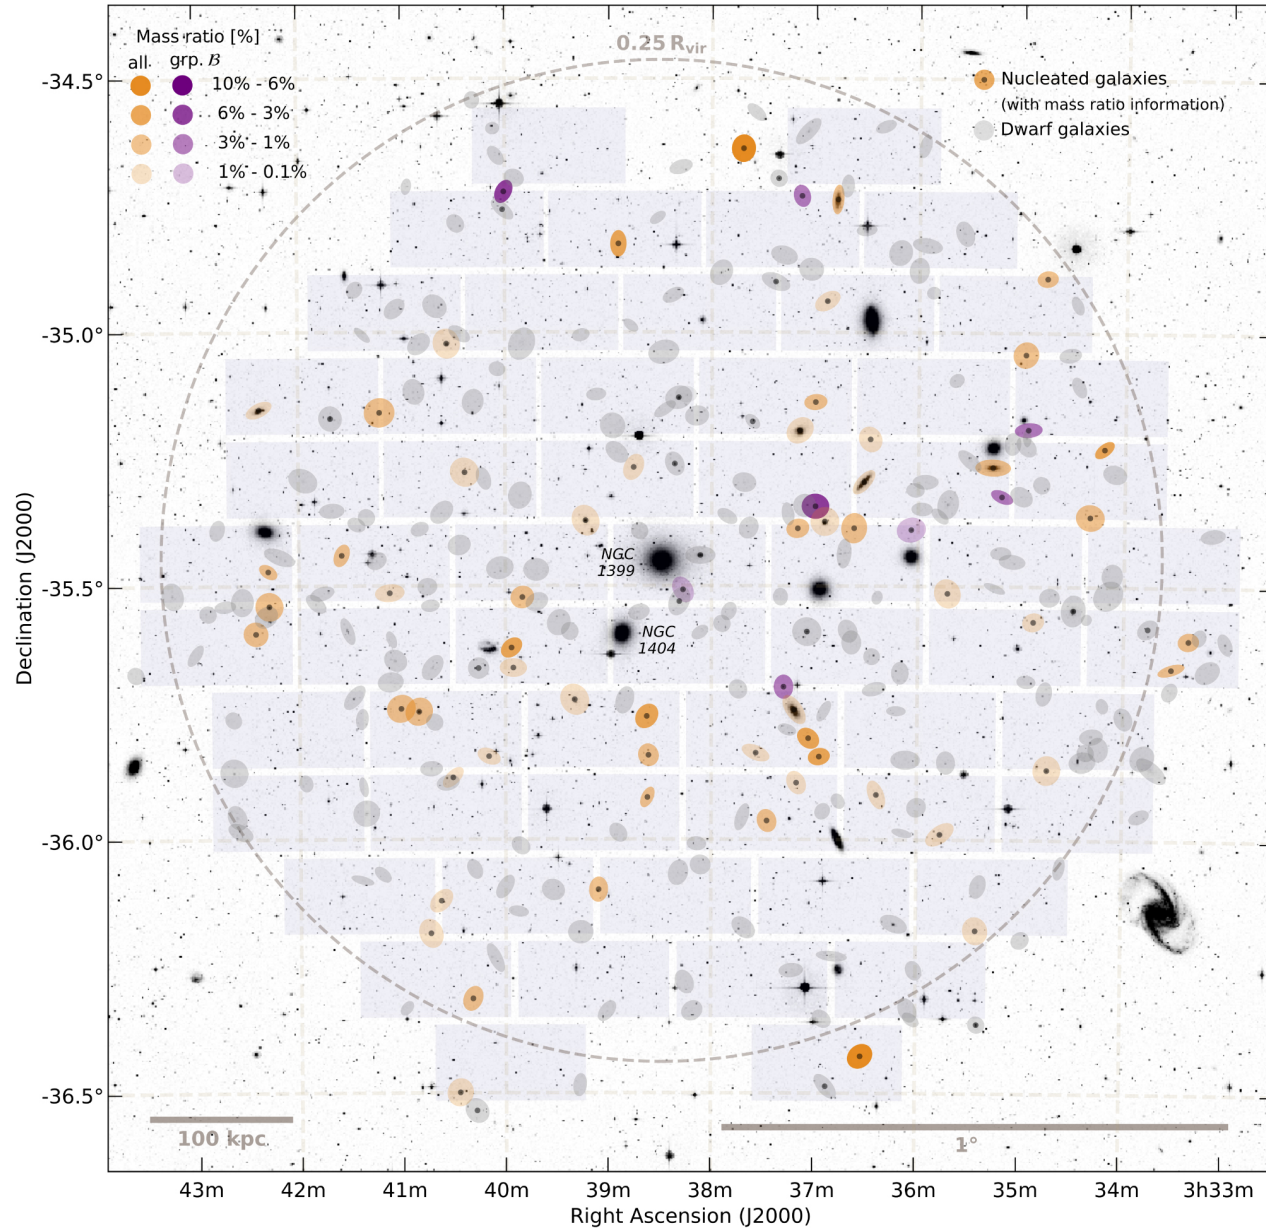 Mass ratio [%]
all. grp. B
10% - 6%
6% - 3%
3% - 1%
1% - 0.1%
0.25 Rvir
Nucleated galaxies
(with mass ratio information)
Dwarf galaxies
-34.5°
-35.0°
-35.5°
-36.0°
-36.5°
Declination (J2000)
NGC
1399
NGC
1404
100 kpc
1°
43m 42m 41m 40m 39m 38m 37m 36m 35m 34m 3h33m
Right Ascension (J2000)